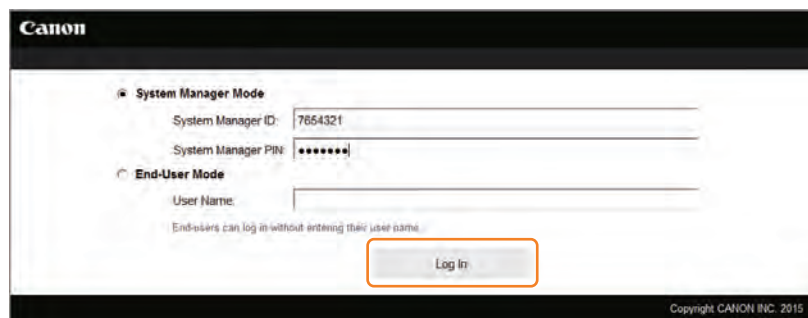 Canon
System Manager Mode
System Manager ID: 7654321
System Manager PIN: •••••••
End-User Mode
User Name:
End-users can log in without entering their user name.
Log In
Copyright CANON INC. 2015